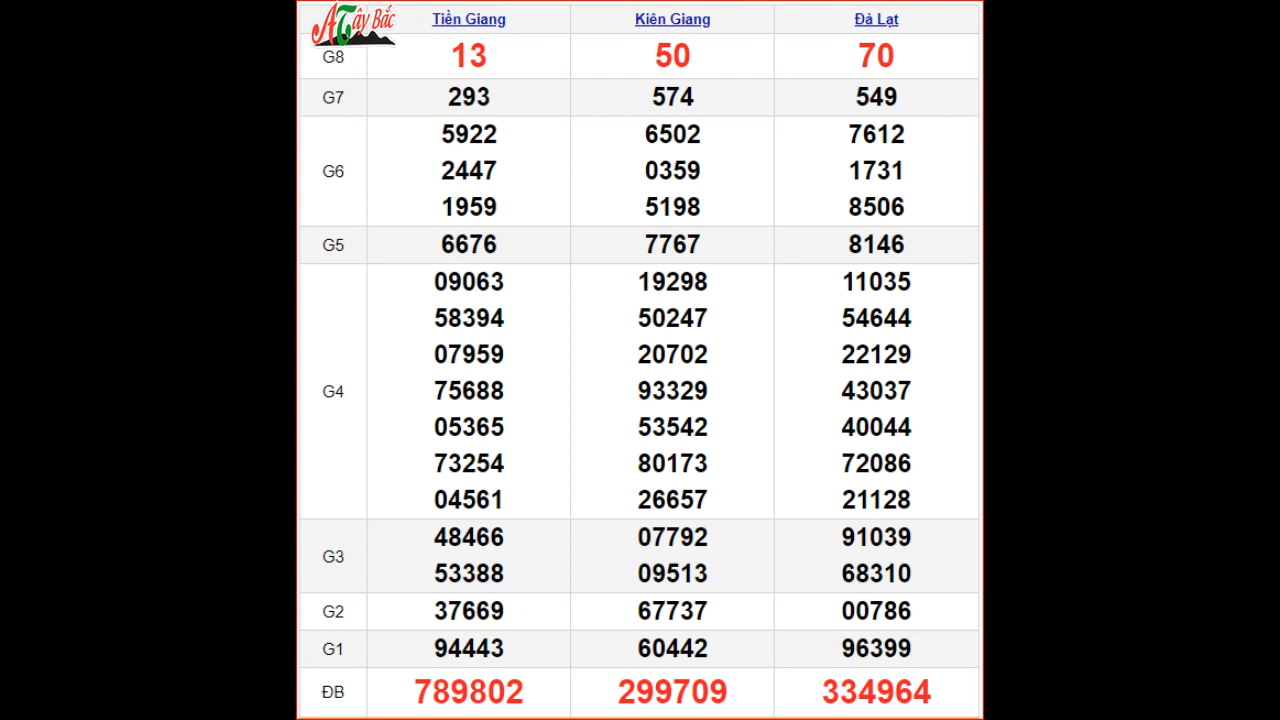 ATây Bắc
Tiền Giang Kiên Giang Đà Lạt
G8 13 50 70
G7 293 574 549
5922 6502 7612
G6 2447 0359 1731
1959 5198 8506
G5 6676 7767 8146
09063 19298 11035
58394 50247 54644
07959 20702 22129
G4 75688 93329 43037
05365 53542 40044
73254 80173 72086
04561 26657 21128
G3
48466 07792 91039
53388 09513 68310
G2 37669 67737 00786
G1 94443 60442 96399
ĐB 789802 299709 334964